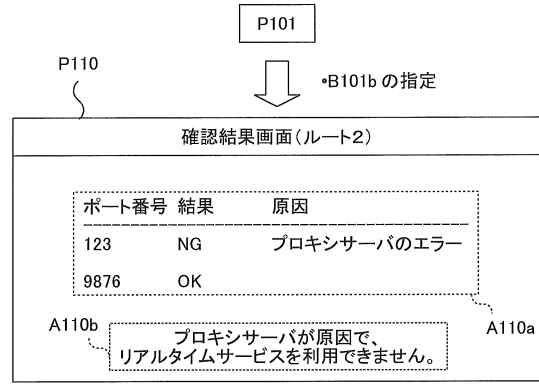 P101
P110
•B101b の指定
確認結果画面(ルート2)
ポート番号 結果 原因
123 NG プロキシサーバのエラー
9876 OK
A110b
A110a
プロキシサーバが原因で、
リアルタイムサービスを利用できません。